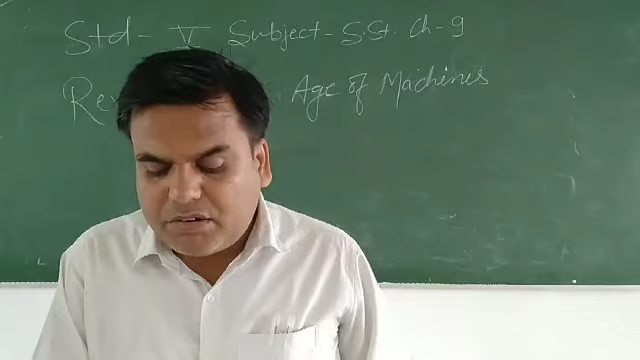 Std - V Subject - S.St. Ch - 9
Age of Machines